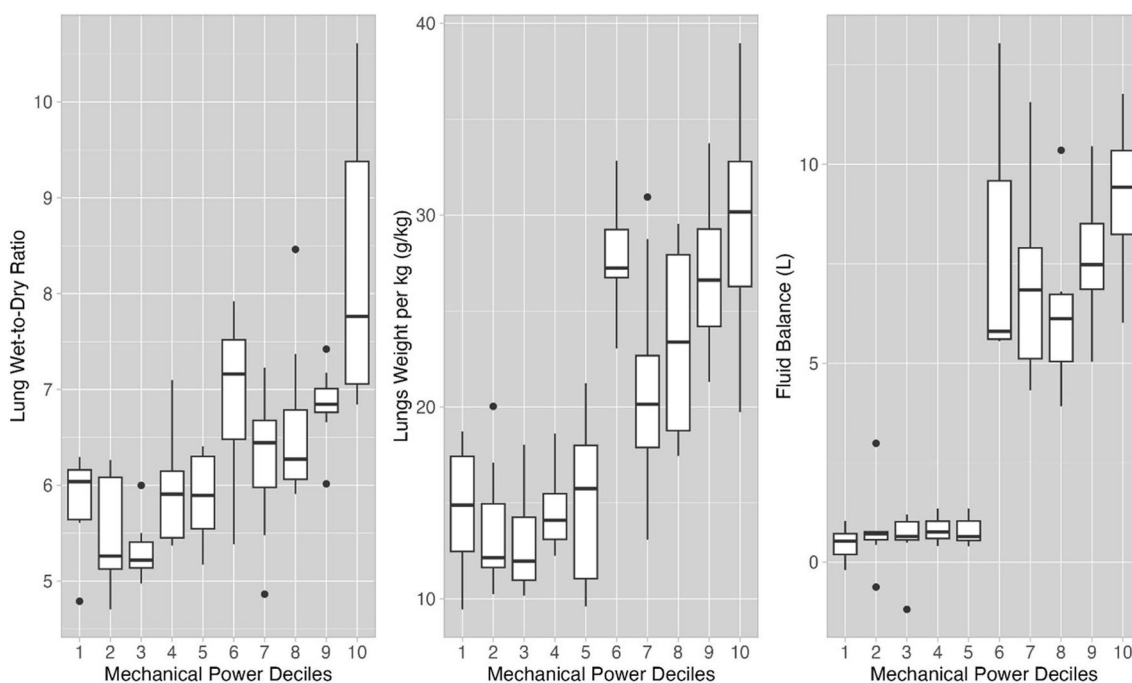 Lung Wet-to-Dry Ratio
10
9
8
7
6
5
1 2 3 4 5 6 7 8 9 10
Mechanical Power Deciles
Lungs Weight per kg (g/kg)
40
30
20
10
1 2 3 4 5 6 7 8 9 10
Mechanical Power Deciles
Fluid Balance (L)
10
5
0
1 2 3 4 5 6 7 8 9 10
Mechanical Power Deciles